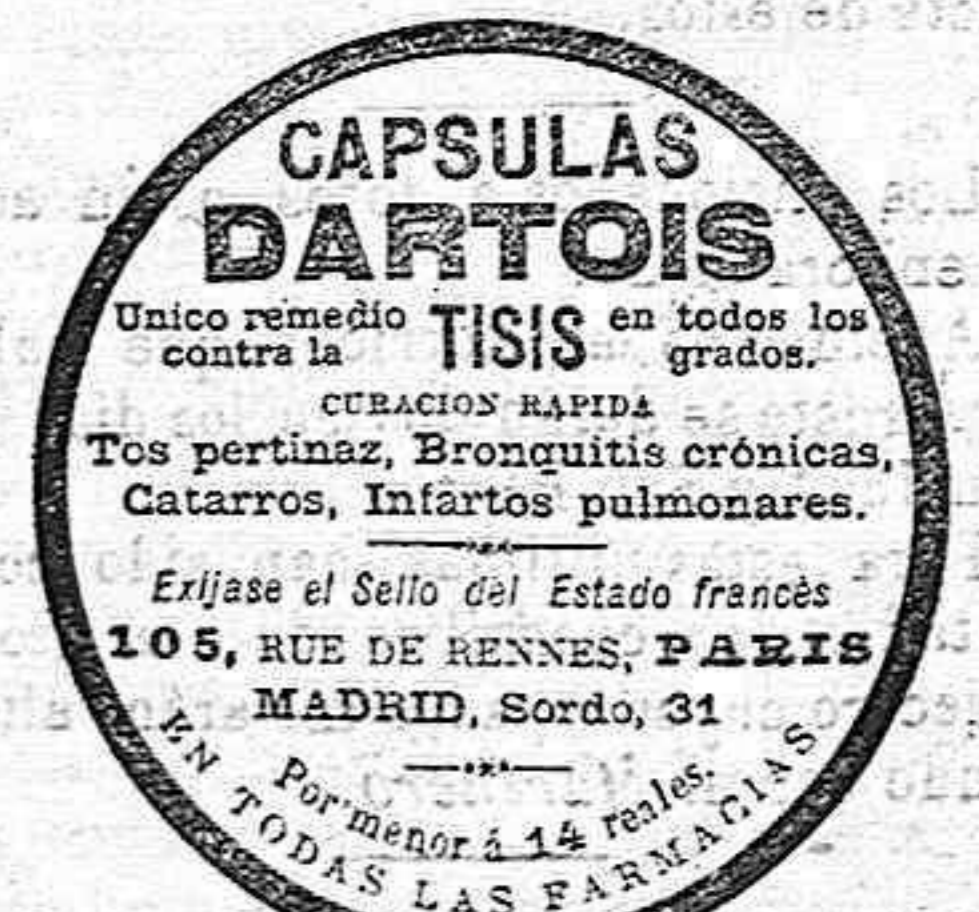 CAPSULAS
DARTOIS
Unico remedio contra la TISIS en todos los grados.
CURACION RAPIDA
Tos pertinaz, Bronquitis crónicas,
Catarros, Infartos pulmonares.
Exíjase el Sello del Estado francès
105, RUE DE RENNES, PARIS
MADRID, Sordo, 31
Por menor á 14 reales.
EN TODAS LAS FARMACIAS